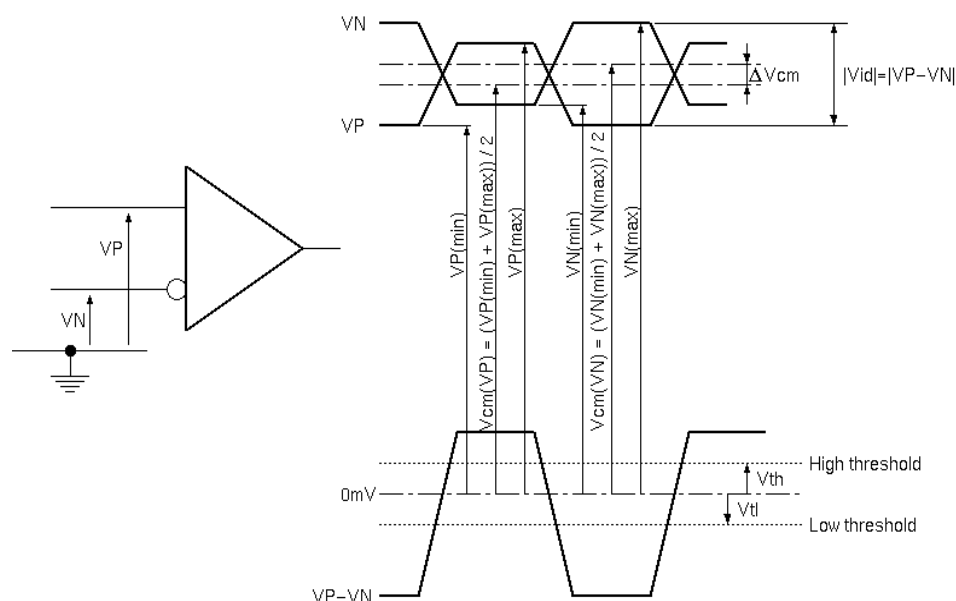 VN
VP
ΔVcm
|Vid|=|VP−VN|
VP
VN
VP(min)
Vcm(VP) = (VP(min) + VP(max)) / 2
VP(max)
VN(min)
Vcm(VN) = (VN(min) + VN(max)) / 2
VN(max)
High threshold
Vth
0mV
Vtl
Low threshold
VP−VN